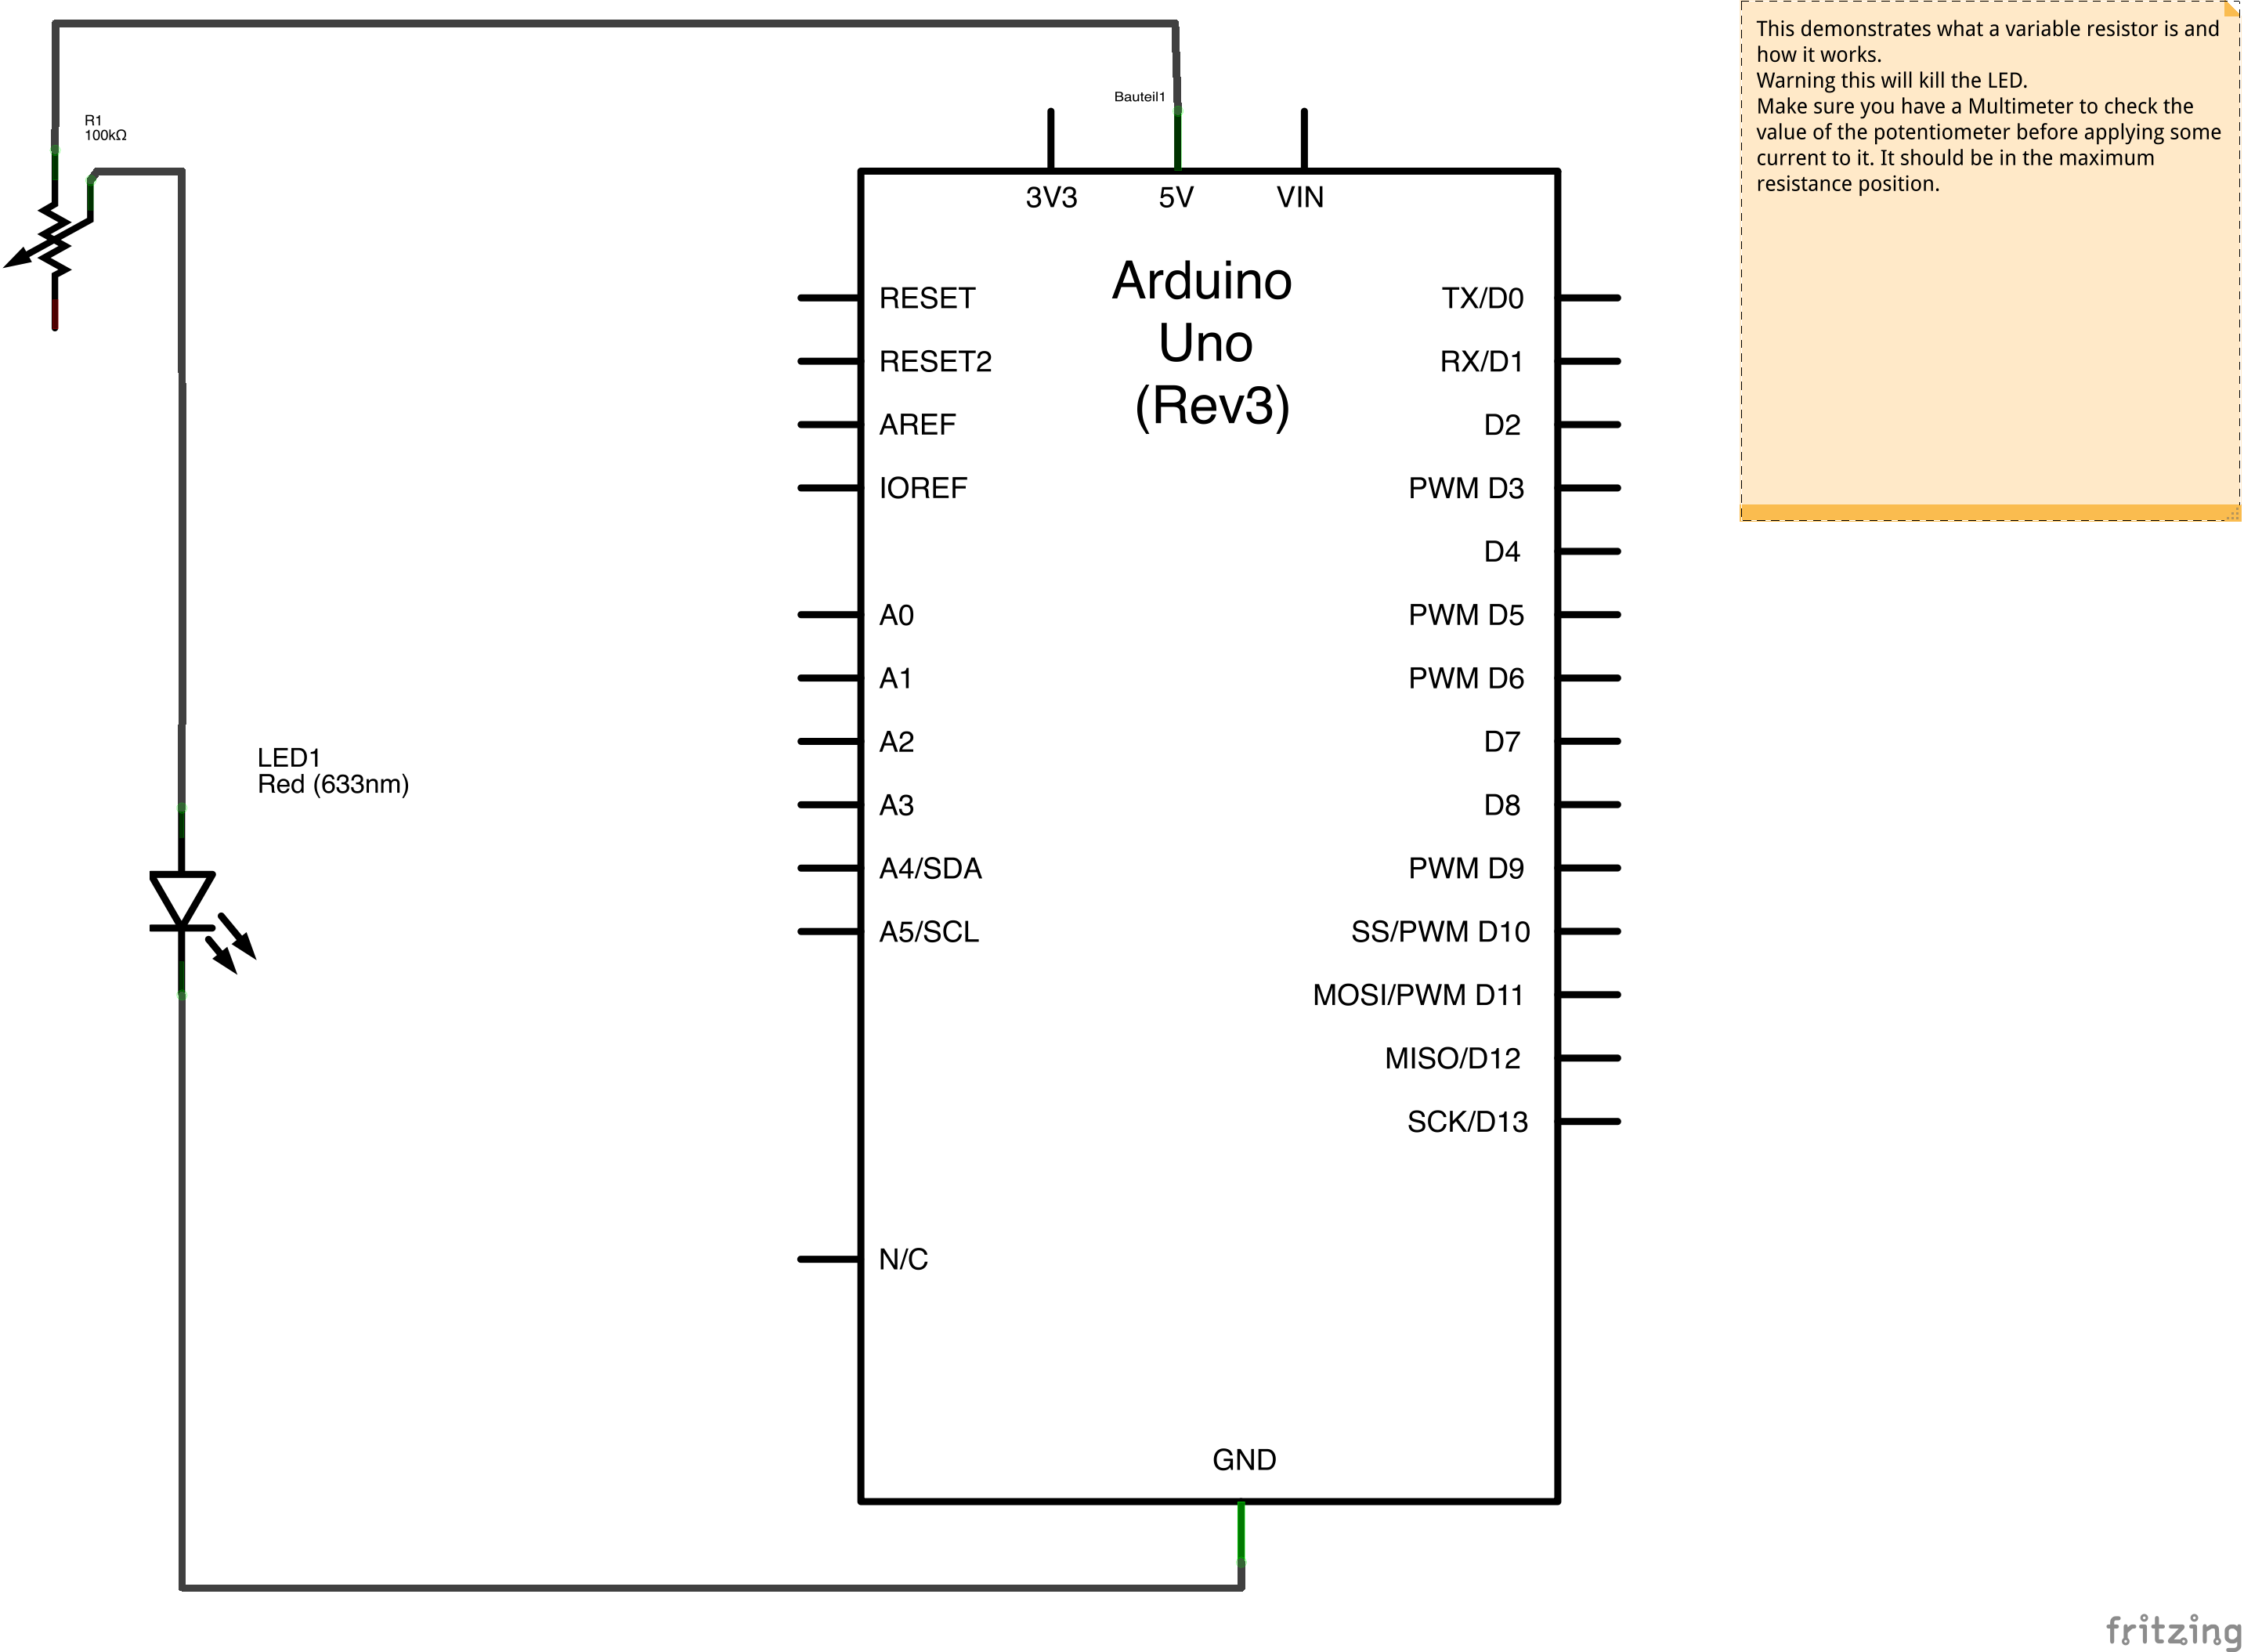 This demonstrates what a variable resistor is and
how it works.
Warning this will kill the LED.
Make sure you have a Multimeter to check the
value of the potentiometer before applying some
current to it. It should be in the maximum
resistance position.
Bauteil1
R1
100kΩ
3V3
5V
VIN
Arduino
Uno
(Rev3)
RESET
RESET2
AREF
IOREF
A0
A1
A2
A3
A4/SDA
A5/SCL
N/C
TX/D0
RX/D1
D2
PWM D3
D4
PWM D5
PWM D6
D7
D8
PWM D9
SS/PWM D10
MOSI/PWM D11
MISO/D12
SCK/D13
GND
LED1
Red (633nm)
fritzing